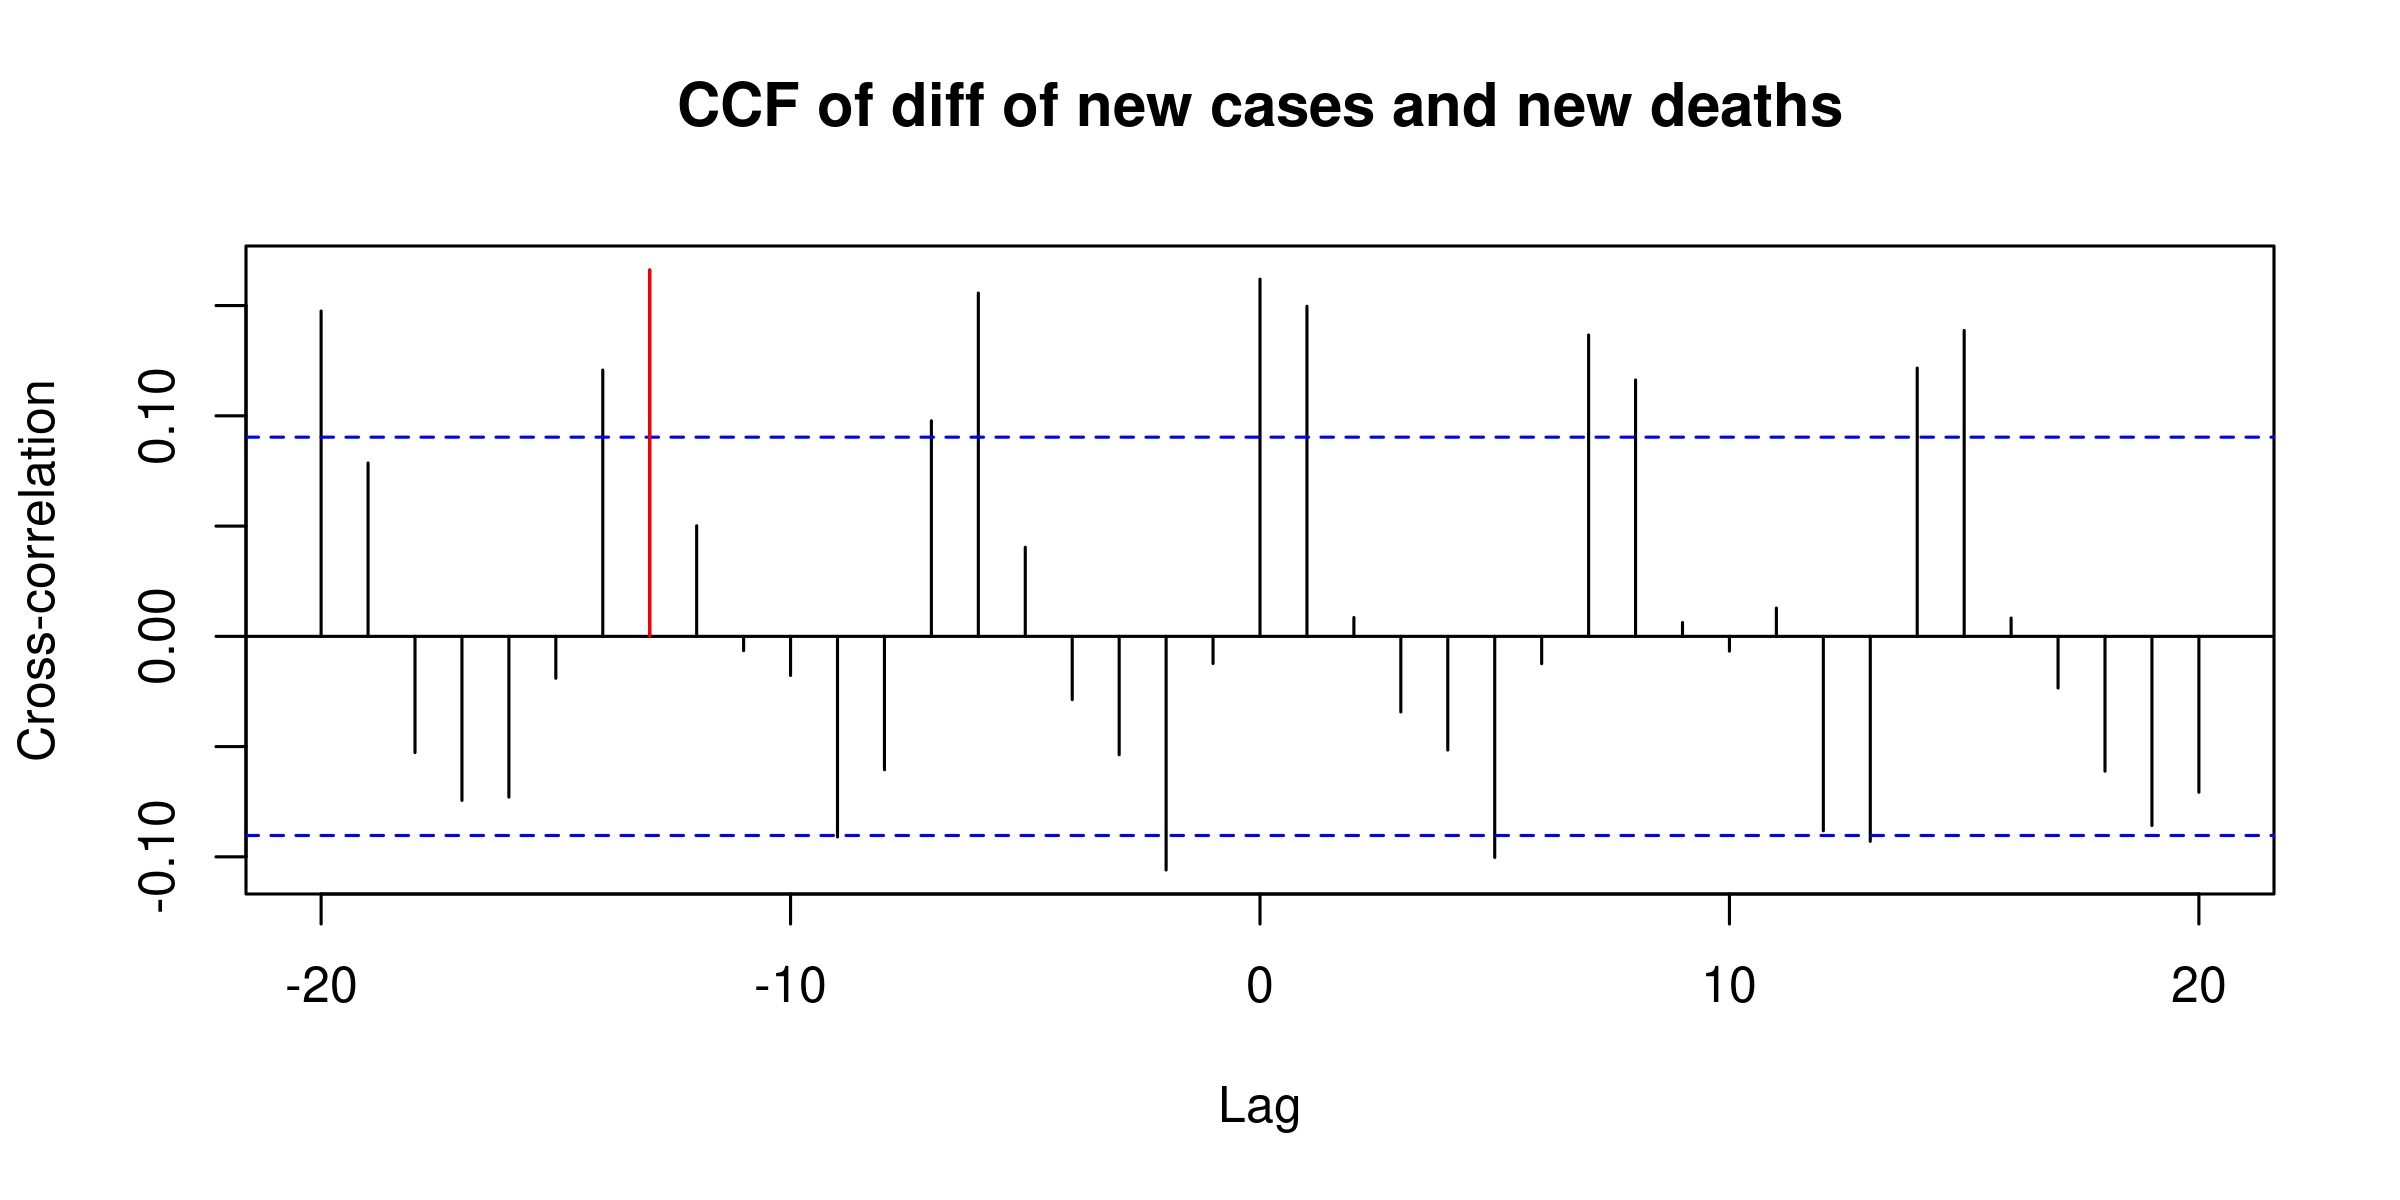 CCF of diff of new cases and new deaths
Cross-correlation
0.10
0.00
-0.10
-20 -10 0 10 20
Lag